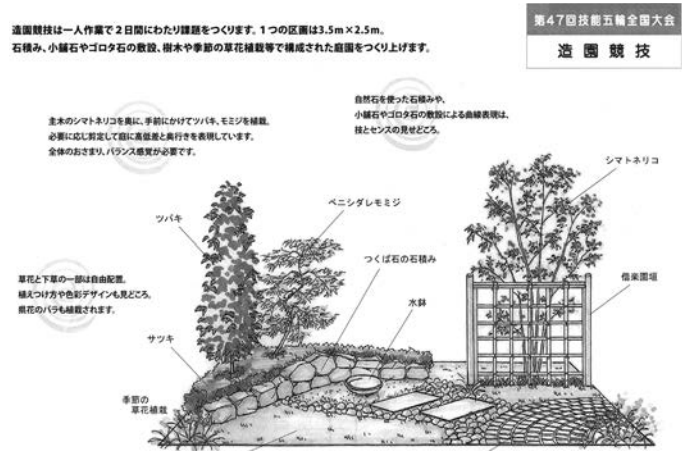 造園競技は一人作業で2日間にわたり課題をつくります。1つの区画は3.5m×2.5m。
石積み、小舗石やゴロタ石の敷設、樹木や季節の草花植栽等で構成された庭園をつくり上げます。
第47回技能五輪全国大会
造園競技
主木のシマトネリコを奥に、手前にかけてツバキ、モミジを植栽。
必要に応じ剪定して庭に高低差と奥行きを表現しています。
全体のおさまり、バランス感覚が必要です。
自然石を使った石積みや、
小舗石やゴロタ石の敷設による曲線表現は、
技とセンスの見せどころ。
シマトネリコ
ベニシダレモミジ
ツバキ
つくば石の石積み
偕楽園垣
草花と下草の一部は自由配置。
植えつけ方や色彩デザインも見どころ。
県花のバラも植栽されます。
水鉢
サツキ
季節の
草花植栽